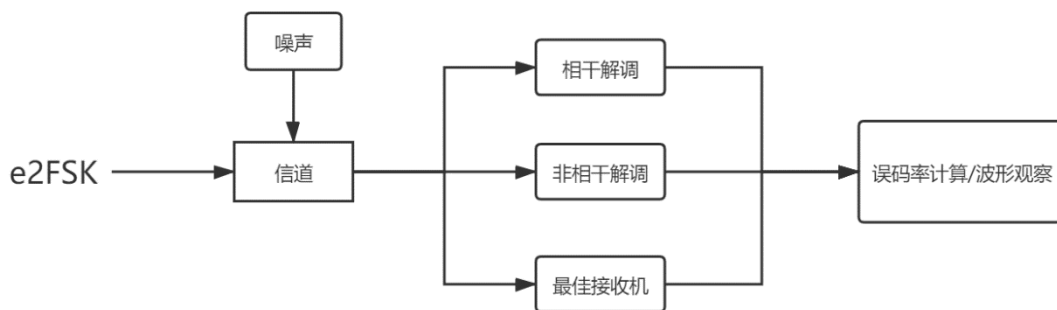 噪声
相干解调
e2FSK
信道
非相干解调
误码率计算/波形观察
最佳接收机